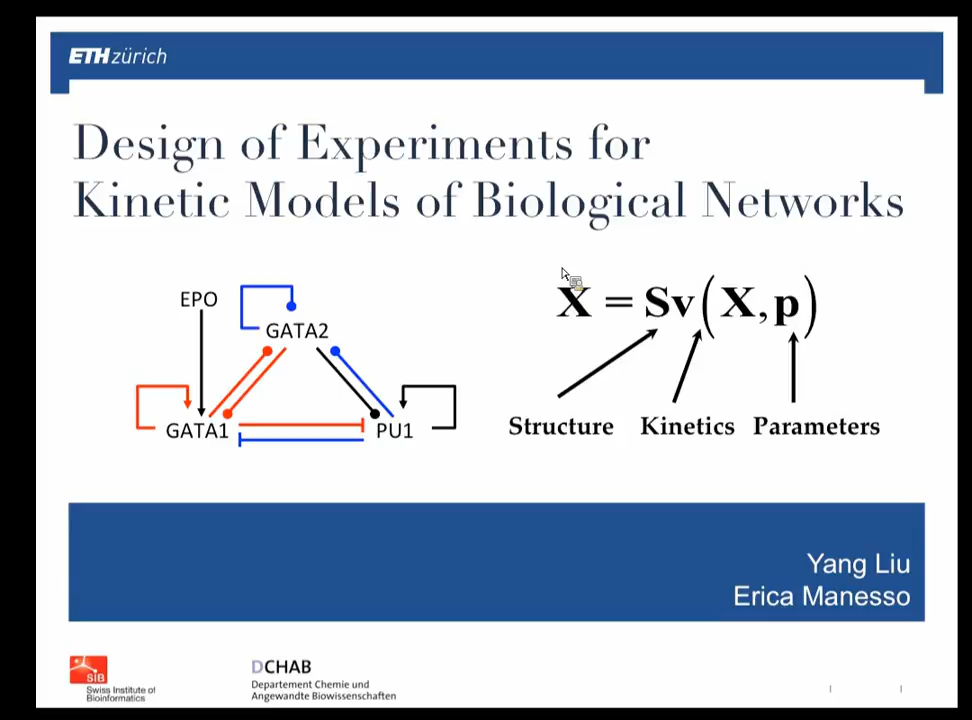 ETH zürich
Design of Experiments for
Kinetic Models of Biological Networks
EPO
GATA2
GATA1
PU1
Ẋ = Sv(X,p)
Structure Kinetics Parameters
Yang Liu
Erica Manesso
SIB
Swiss Institute of
Bioinformatics
DCHAB
Departement Chemie und
Angewandte Biowissenschaften